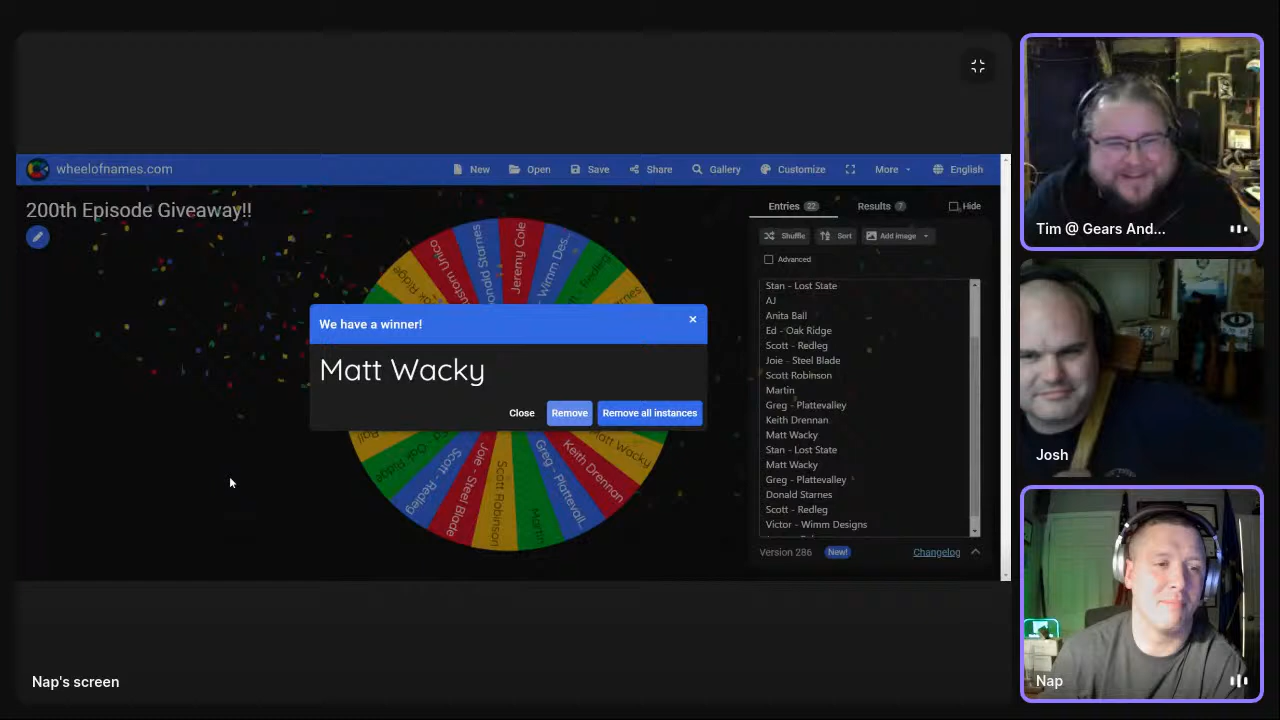 wheelofnames.com
New
Open
Save
Share
Gallery
Customize
More
English
200th Episode Giveaway!!
Entries 22
Results 7
Hide
Shuffle
Sort
Add image
Advanced
Stan - Lost State
AJ
Anita Ball
Ed - Oak Ridge
Scott - Redleg
Joie - Steel Blade
Scott Robinson
Martin
Greg - Plattevalley
Keith Drennan
Matt Wacky
Stan - Lost State
Matt Wacky
Greg - Plattevalley
Donald Starnes
Scott - Redleg
Victor - Wimm Designs
Version 286
New!
Changelog
Jeremy Cole
We have a winner!
Matt Wacky
Close
Remove
Remove all instances
Ed - Oak Ridge
Scott - Redleg
Joie - Steel Blade
Scott Robinson
Martin
Greg - Plattevall...
Keith Drennan
Matt Wacky
Tim @ Gears And...
Josh
Nap
Nap's screen